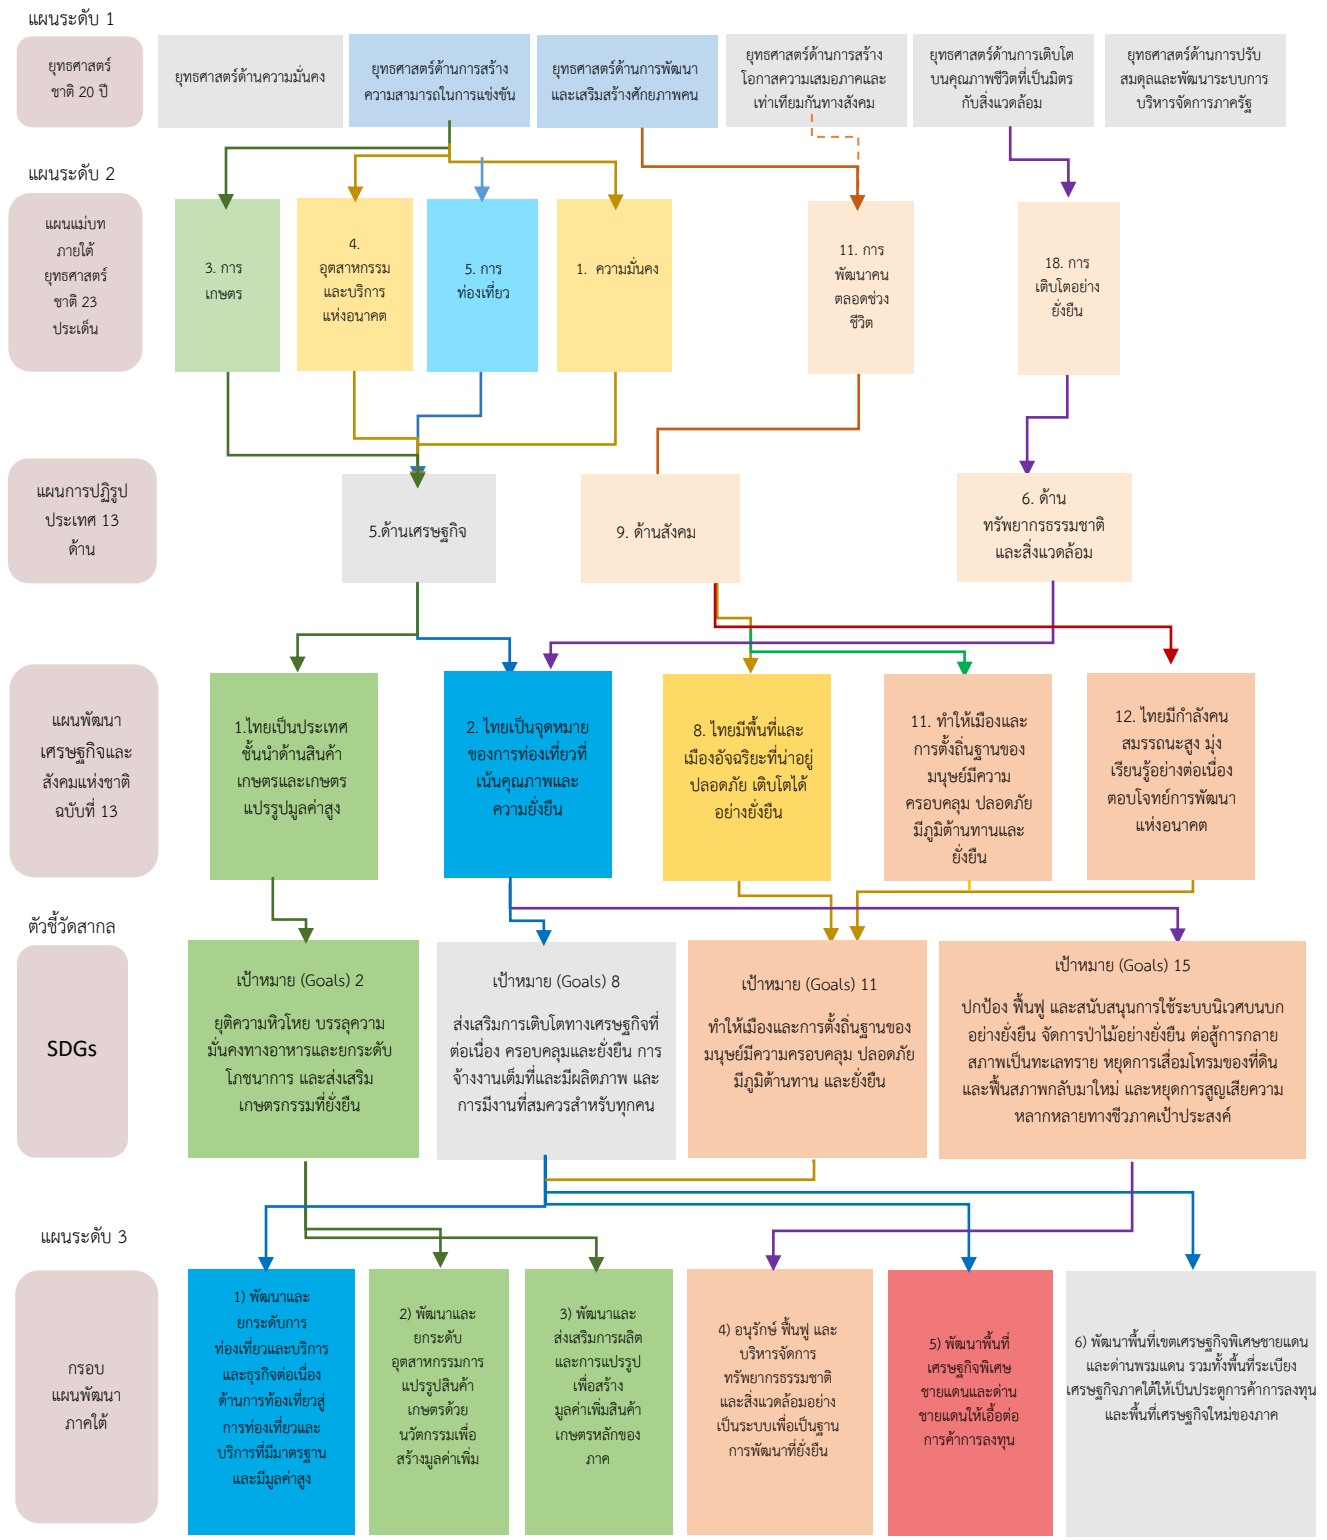 แผนระดับ 1
ยุทธศาสตร์
ชาติ 20 ปี
ยุทธศาสตร์ด้านความมั่นคง
ยุทธศาสตร์ด้านการสร้าง
ความสามารถในการแข่งขัน
ยุทธศาสตร์ด้านการพัฒนา
และเสริมสร้างศักยภาพคน
ยุทธศาสตร์ด้านการสร้าง
โอกาสความเสมอภาคและ
เท่าเทียมกันทางสังคม
ยุทธศาสตร์ด้านการเติบโต
บนคุณภาพชีวิตที่เป็นมิตร
กับสิ่งแวดล้อม
ยุทธศาสตร์ด้านการปรับ
สมดุลและพัฒนาระบบการ
บริหารจัดการภาครัฐ
แผนระดับ 2
แผนแม่บท
ภายใต้
ยุทธศาสตร์
ชาติ 23
ประเด็น
3. การ
เกษตร
4.
อุตสาหกรรม
และบริการ
แห่งอนาคต
5. การ
ท่องเที่ยว
1. ความมั่นคง
11. การ
พัฒนาคน
ตลอดช่วง
ชีวิต
18. การ
เติบโตอย่าง
ยั่งยืน
แผนการปฏิรูป
ประเทศ 13
ด้าน
5.ด้านเศรษฐกิจ
9. ด้านสังคม
6. ด้าน
ทรัพยากรธรรมชาติ
และสิ่งแวดล้อม
แผนพัฒนา
เศรษฐกิจและ
สังคมแห่งชาติ
ฉบับที่ 13
1.ไทยเป็นประเทศ
ชั้นนำด้านสินค้า
เกษตรและเกษตร
แปรรูปมูลค่าสูง
2. ไทยเป็นจุดหมาย
ของการท่องเที่ยวที่
เน้นคุณภาพและ
ความยั่งยืน
8. ไทยมีพื้นที่และ
เมืองอัจฉริยะที่น่าอยู่
ปลอดภัย เติบโตได้
อย่างยั่งยืน
11. ทำให้เมืองและ
การตั้งถิ่นฐานของ
มนุษย์มีความ
ครอบคลุม ปลอดภัย
มีภูมิต้านทานและ
ยั่งยืน
12. ไทยมีกำลังคน
สมรรถนะสูง มุ่ง
เรียนรู้อย่างต่อเนื่อง
ตอบโจทย์การพัฒนา
แห่งอนาคต
ตัวชี้วัดสากล
SDGs
เป้าหมาย (Goals) 2
ยุติความหิวโหย บรรลุความ
มั่นคงทางอาหารและยกระดับ
โภชนาการ และส่งเสริม
เกษตรกรรมที่ยั่งยืน
เป้าหมาย (Goals) 8
ส่งเสริมการเติบโตทางเศรษฐกิจที่
ต่อเนื่อง ครอบคลุมและยั่งยืน การ
จ้างงานเต็มที่และมีผลิตภาพ และ
การมีงานที่สมควรสำหรับทุกคน
เป้าหมาย (Goals) 11
ทำให้เมืองและการตั้งถิ่นฐานของ
มนุษย์มีความครอบคลุม ปลอดภัย
มีภูมิต้านทาน และยั่งยืน
เป้าหมาย (Goals) 15
ปกป้อง ฟื้นฟู และสนับสนุนการใช้ระบบนิเวศบนบก
อย่างยั่งยืน จัดการป่าไม้อย่างยั่งยืน ต่อสู้การกลาย
สภาพเป็นทะเลทราย หยุดการเสื่อมโทรมของที่ดิน
และฟื้นสภาพกลับมาใหม่ และหยุดการสูญเสียความ
หลากหลายทางชีวภาคเป้าประสงค์
แผนระดับ 3
กรอบ
แผนพัฒนา
ภาคใต้
1) พัฒนาและ
ยกระดับการ
ท่องเที่ยวและบริการ
และธุรกิจต่อเนื่อง
ด้านการท้องเที่ยวสู่
การท่องเที่ยวและ
บริการที่มีมาตรฐาน
และมีมูลค่าสูง
2) พัฒนาและ
ยกระดับ
อุตสาหกรรมการ
แปรรูปสินค้า
เกษตรด้วย
นวัตกรรมเพื่อ
สร้างมูลค่าเพิ่ม
3) พัฒนาและ
ส่งเสริมการผลิต
และการแปรรูป
เพื่อสร้าง
มูลค่าเพิ่มสินค้า
เกษตรหลักของ
ภาค
4) อนุรักษ์ ฟื้นฟู และ
บริหารจัดการ
ทรัพยากรธรรมชาติ
และสิ่งแวดล้อมอย่าง
เป็นระบบเพื่อเป็นฐาน
การพัฒนาที่ยั่งยืน
5) พัฒนาพื้นที่
เศรษฐกิจพิเศษ
ชายแดนและด่าน
ชายแดนให้เอื้อต่อ
การค้าการลงทุน
6) พัฒนาพื้นที่เขตเศรษฐกิจพิเศษชายแดน
และด่านพรมแดน รวมทั้งพื้นที่ระเบียง
เศรษฐกิจภาคใต้ให้เป็นประตูการค้าการลงทุน
และพื้นที่เศรษฐกิจใหม่ของภาค